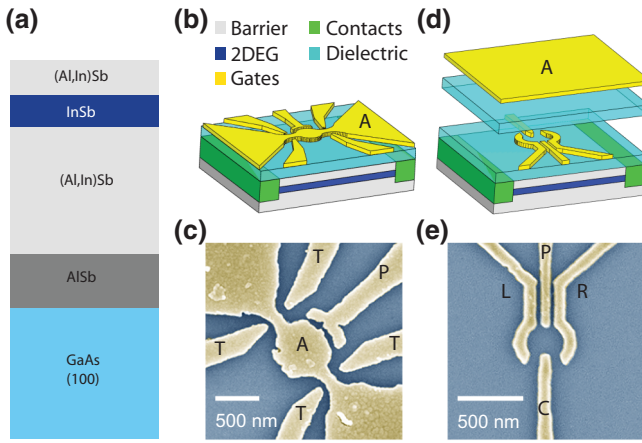 (a)
(Al,In)Sb
InSb
(Al,In)Sb
AlSb
GaAs
(100)
(b)
Barrier
2DEG
Gates
Contacts
Dielectric
A
(c)
T
P
T
A
T
T
500 nm
(d)
A
(e)
P
L
R
C
500 nm